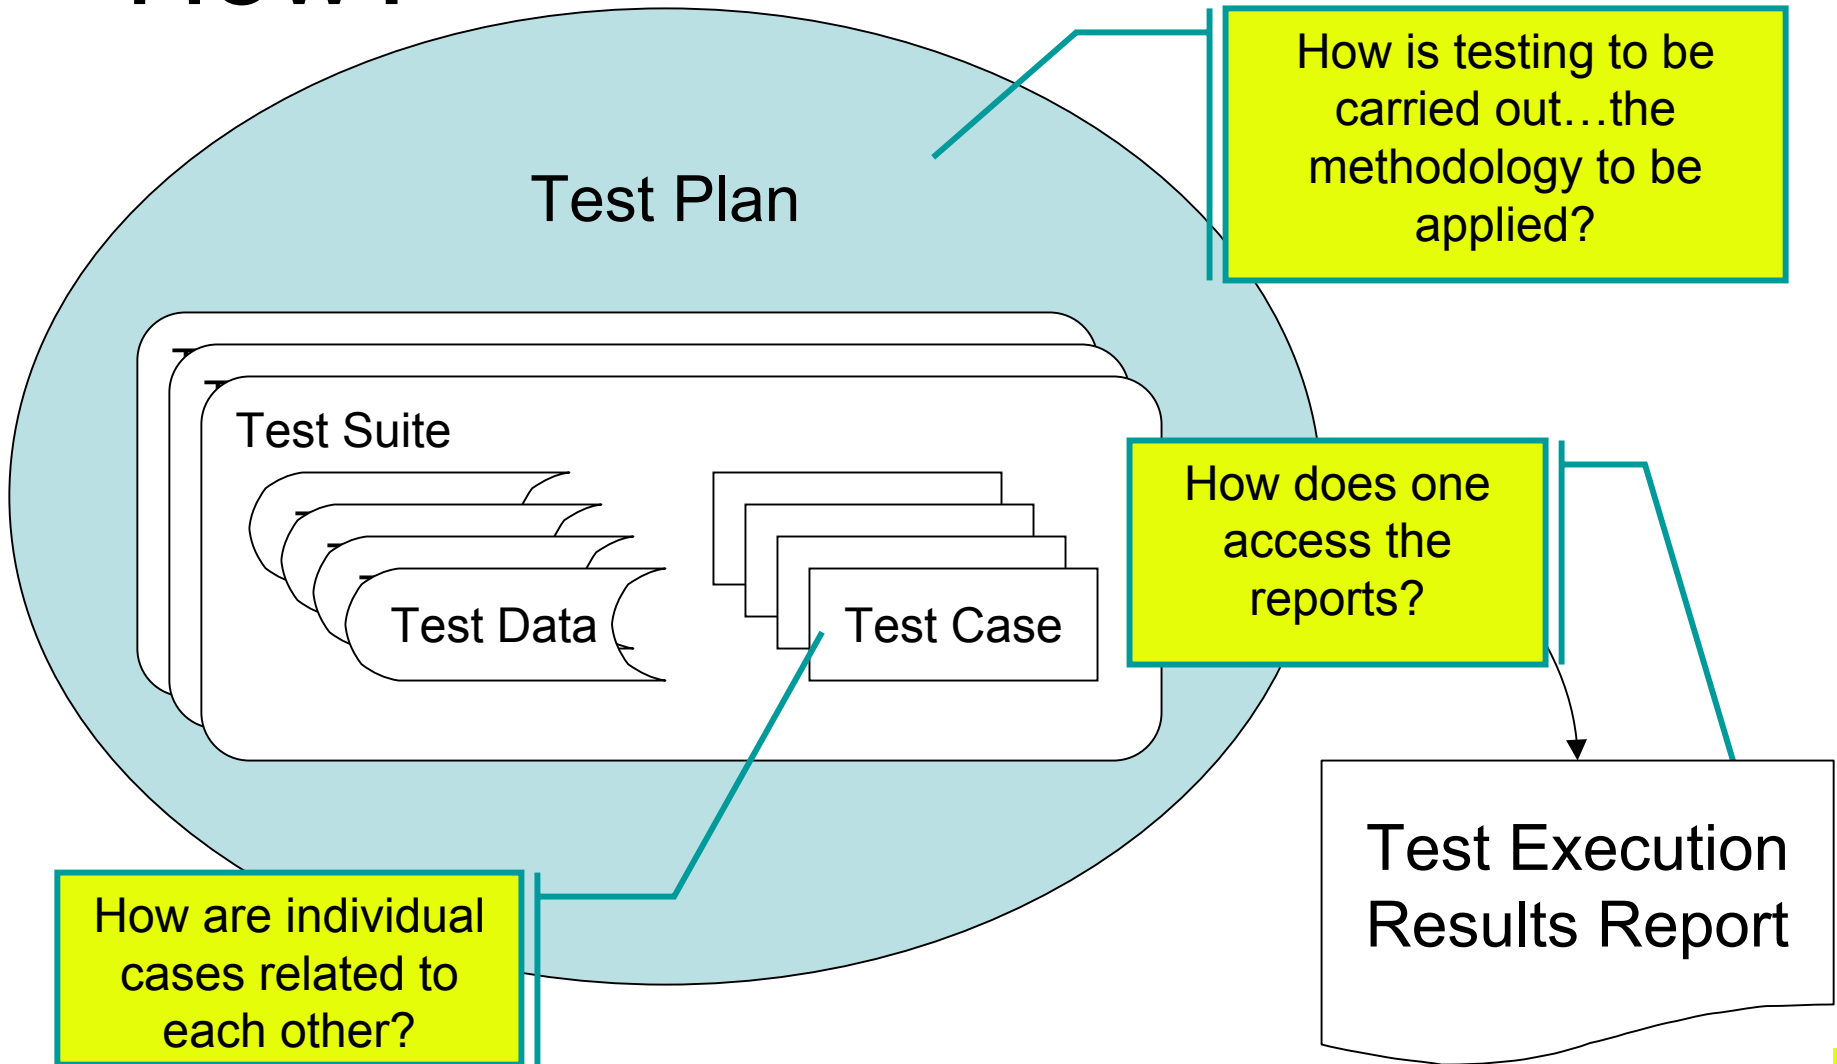 How is testing to be
carried out…the
methodology to be
applied?
Test Plan
Test Suite
Test Data
Test Case
How does one
access the
reports?
Test Execution
Results Report
How are individual
cases related to
each other?